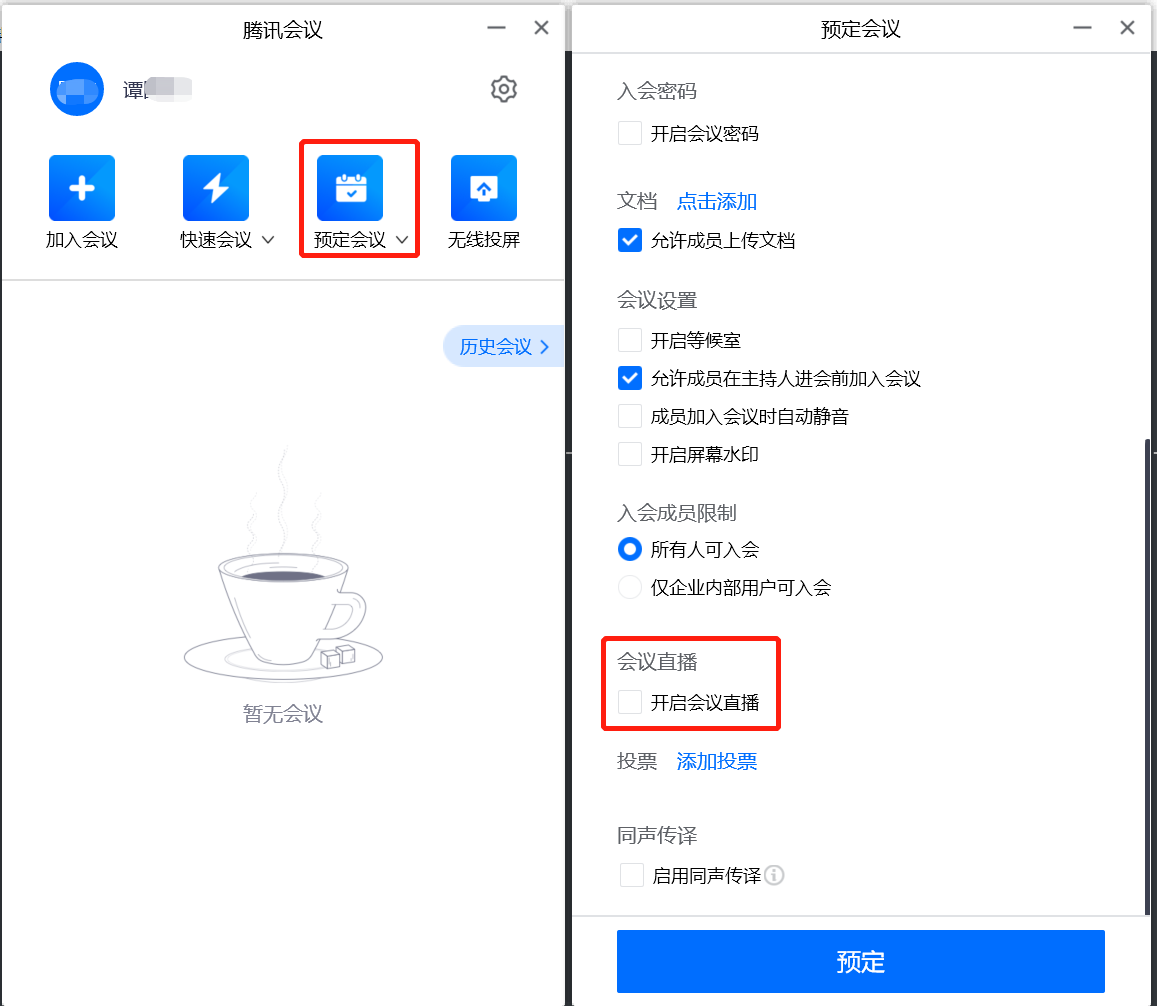 腾讯会议
谭
加入会议
快速会议
预定会议
无线投屏
历史会议
暂无会议
预定会议
入会密码
开启会议密码
文档 点击添加
允许成员上传文档
会议设置
开启等候室
允许成员在主持人进会前加入会议
成员加入会议时自动静音
开启屏幕水印
入会成员限制
所有人可入会
仅企业内部用户可入会
会议直播
开启会议直播
投票 添加投票
同声传译
启用同声传译
预定